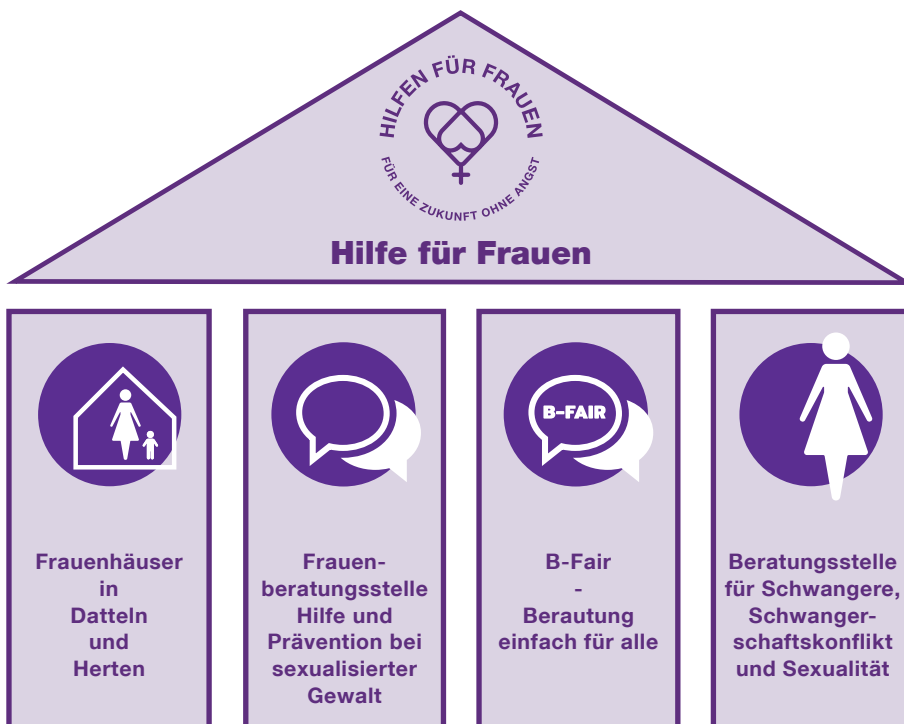 HILFEN FÜR FRAUEN
FÜR EINE ZUKUNFT OHNE ANGST
Hilfe für Frauen
Frauenhäuser
in
Datteln
und
Herten
Frauen-
beratungsstelle
Hilfe und
Prävention bei
sexualisierter
Gewalt
B-FAIR
B-Fair
-
Berautung
einfach für alle
Beratungsstelle
für Schwangere,
Schwanger-
schaftskonflikt
und Sexualität